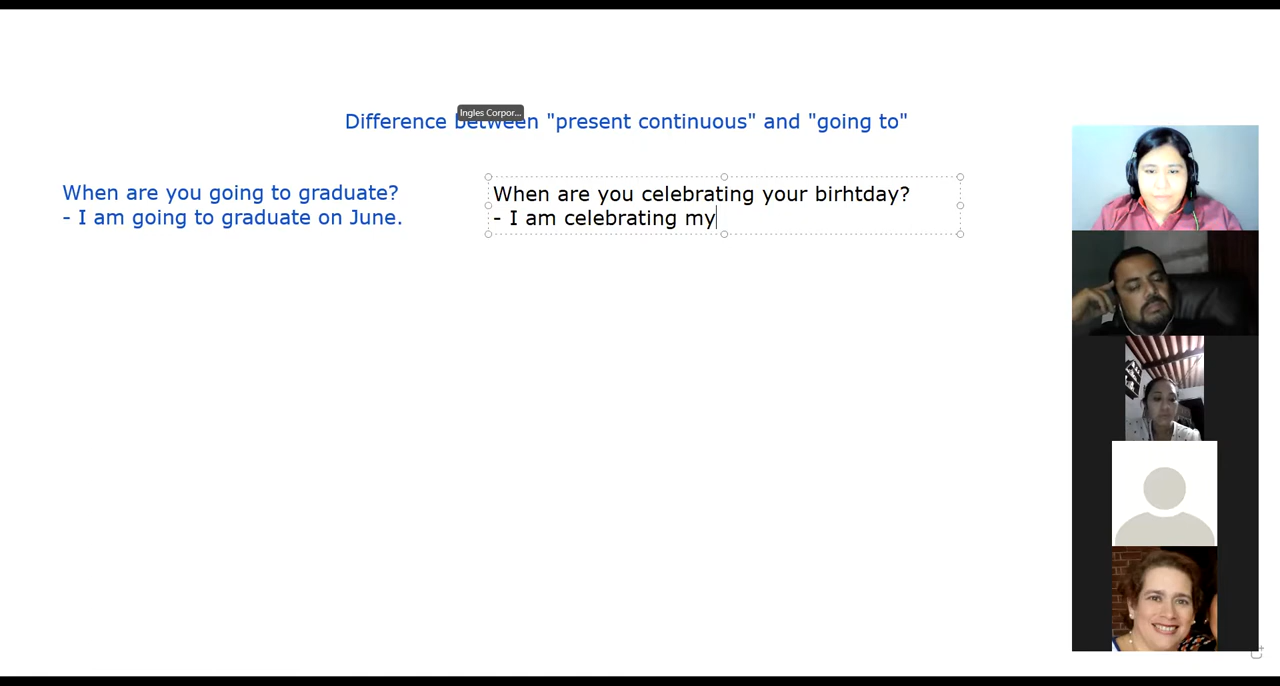 Ingles Corpor...
Difference between "present continuous" and "going to"
When are you going to graduate?
- I am going to graduate on June.
When are you celebrating your birhtday?
- I am celebrating my